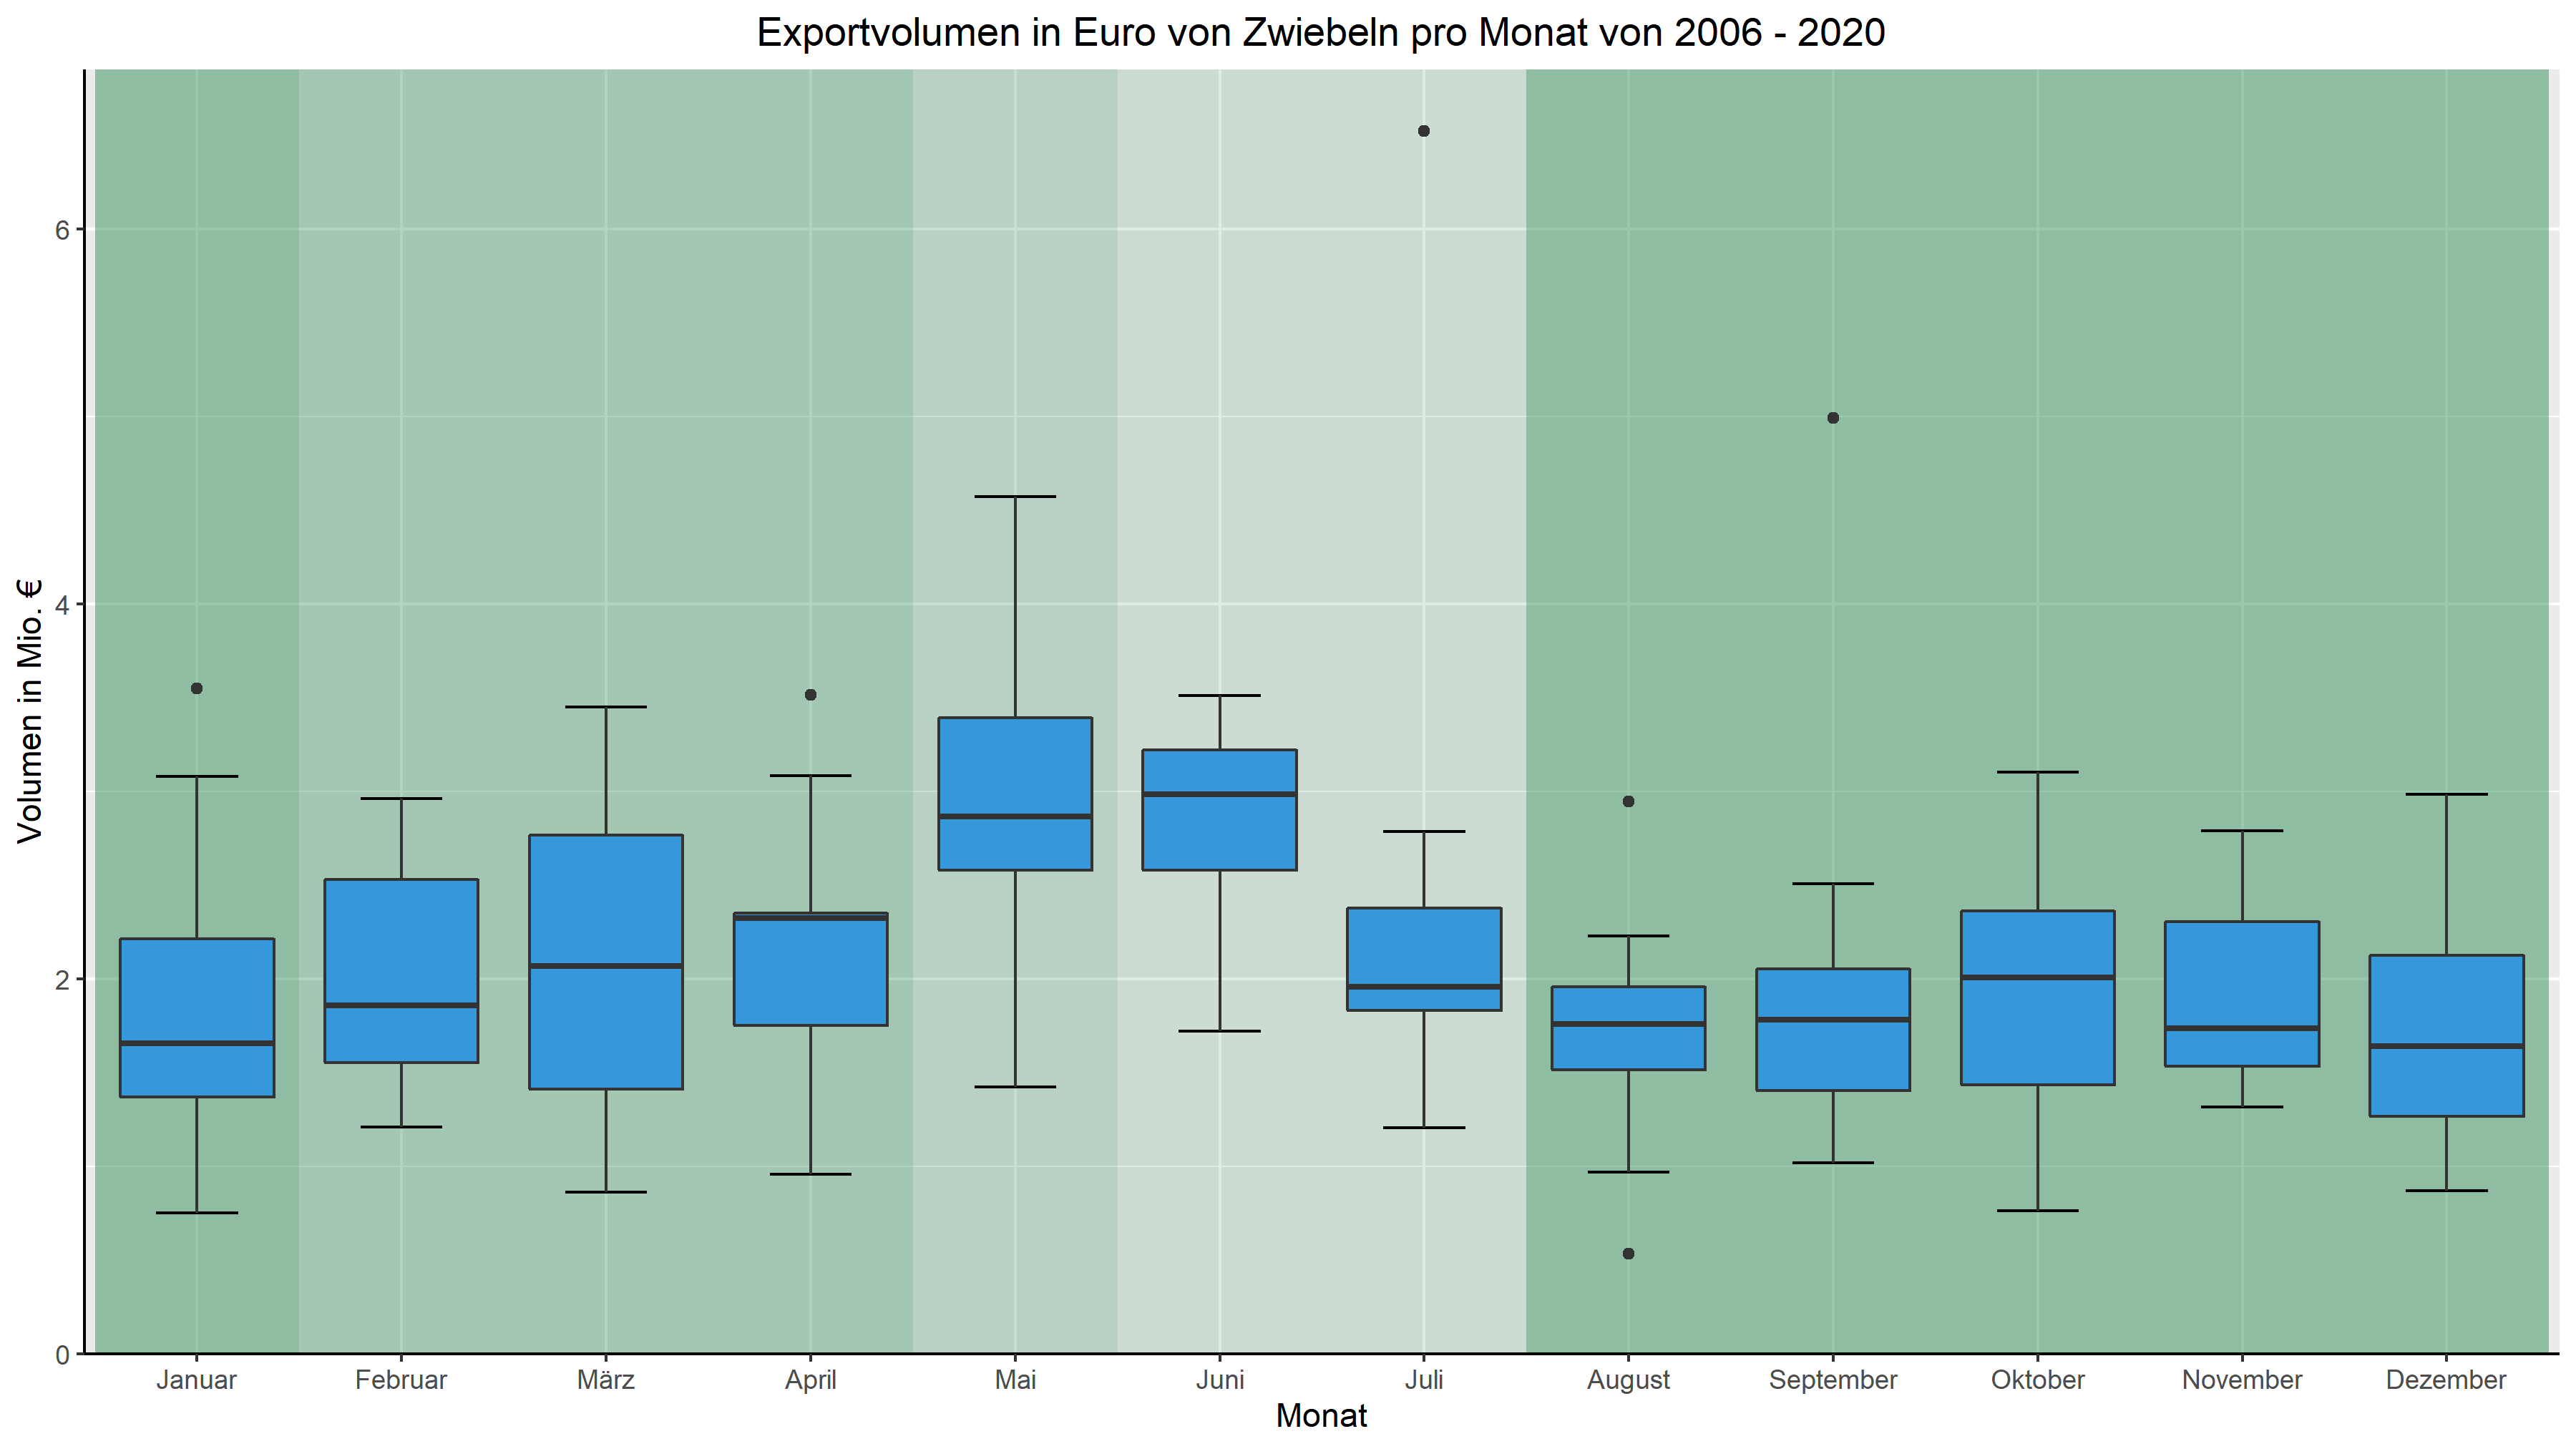 Exportvolumen in Euro von Zwiebeln pro Monat von 2006 - 2020
Volumen in Mio. €
6
4
2
0
Januar Februar März April Mai Juni Juli August September Oktober November Dezember
Monat